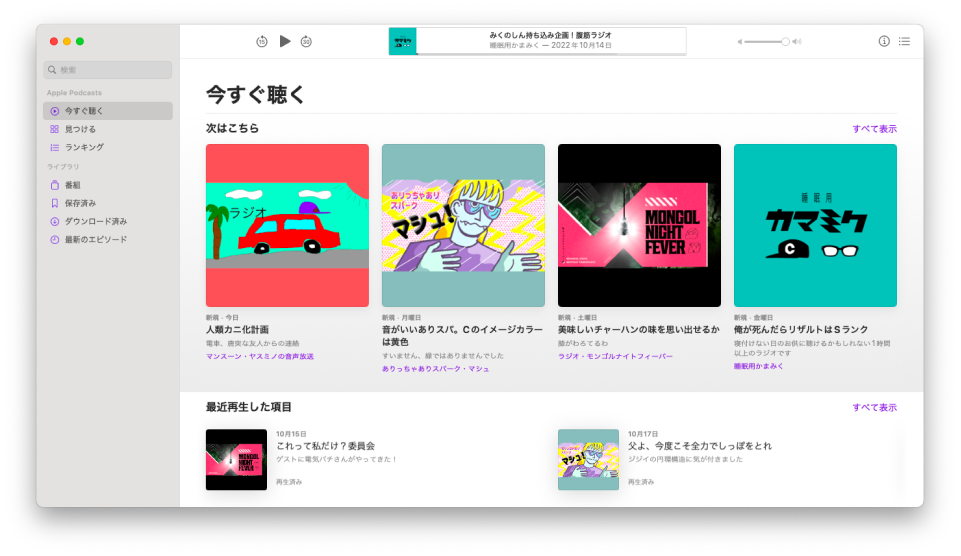 15
30
カマミク
みくのしん持ち込み企画！腹筋ラジオ
睡眠用かまみく — 2022年10月14日
検索
Apple Podcasts
今すぐ聴く
見つける
ランキング
ライブラリ
番組
保存済み
ダウンロード済み
最新のエピソード
今すぐ聴く
次はこちら
すべて表示
ラジオ
ありっちゃあり
スパーク
マシュ!
MONGOL
NIGHT
FEVER
睡眠用
カマミク
C
新規・今日
人類カニ化計画
電車、唐突な友人からの連絡
マンスーン・ヤスミノの音声放送
新規・月曜日
音がいいありスパ。Cのイメージカラー
は黄色
すいません、緑ではありませんでした
ありっちゃありスパーク・マシュ
新規・土曜日
美味しいチャーハンの味を思い出せるか
膝がわろてるわ
ラジオ・モンゴルナイトフィーバー
新規・金曜日
俺が死んだらリザルトはSランク
寝付けない日のお供に聴けるかもしれない1時間
以上のラジオです
睡眠用かまみく
最近再生した項目
すべて表示
MONGOL
NIGHT
FEVER
10月15日
これって私だけ？委員会
ゲストに電気バチさんがやってきた！
再生済み
マシュ!
10月17日
父よ、今度こそ全力でしっぽをとれ
ジジイの円環構造に気が付きました
再生済み